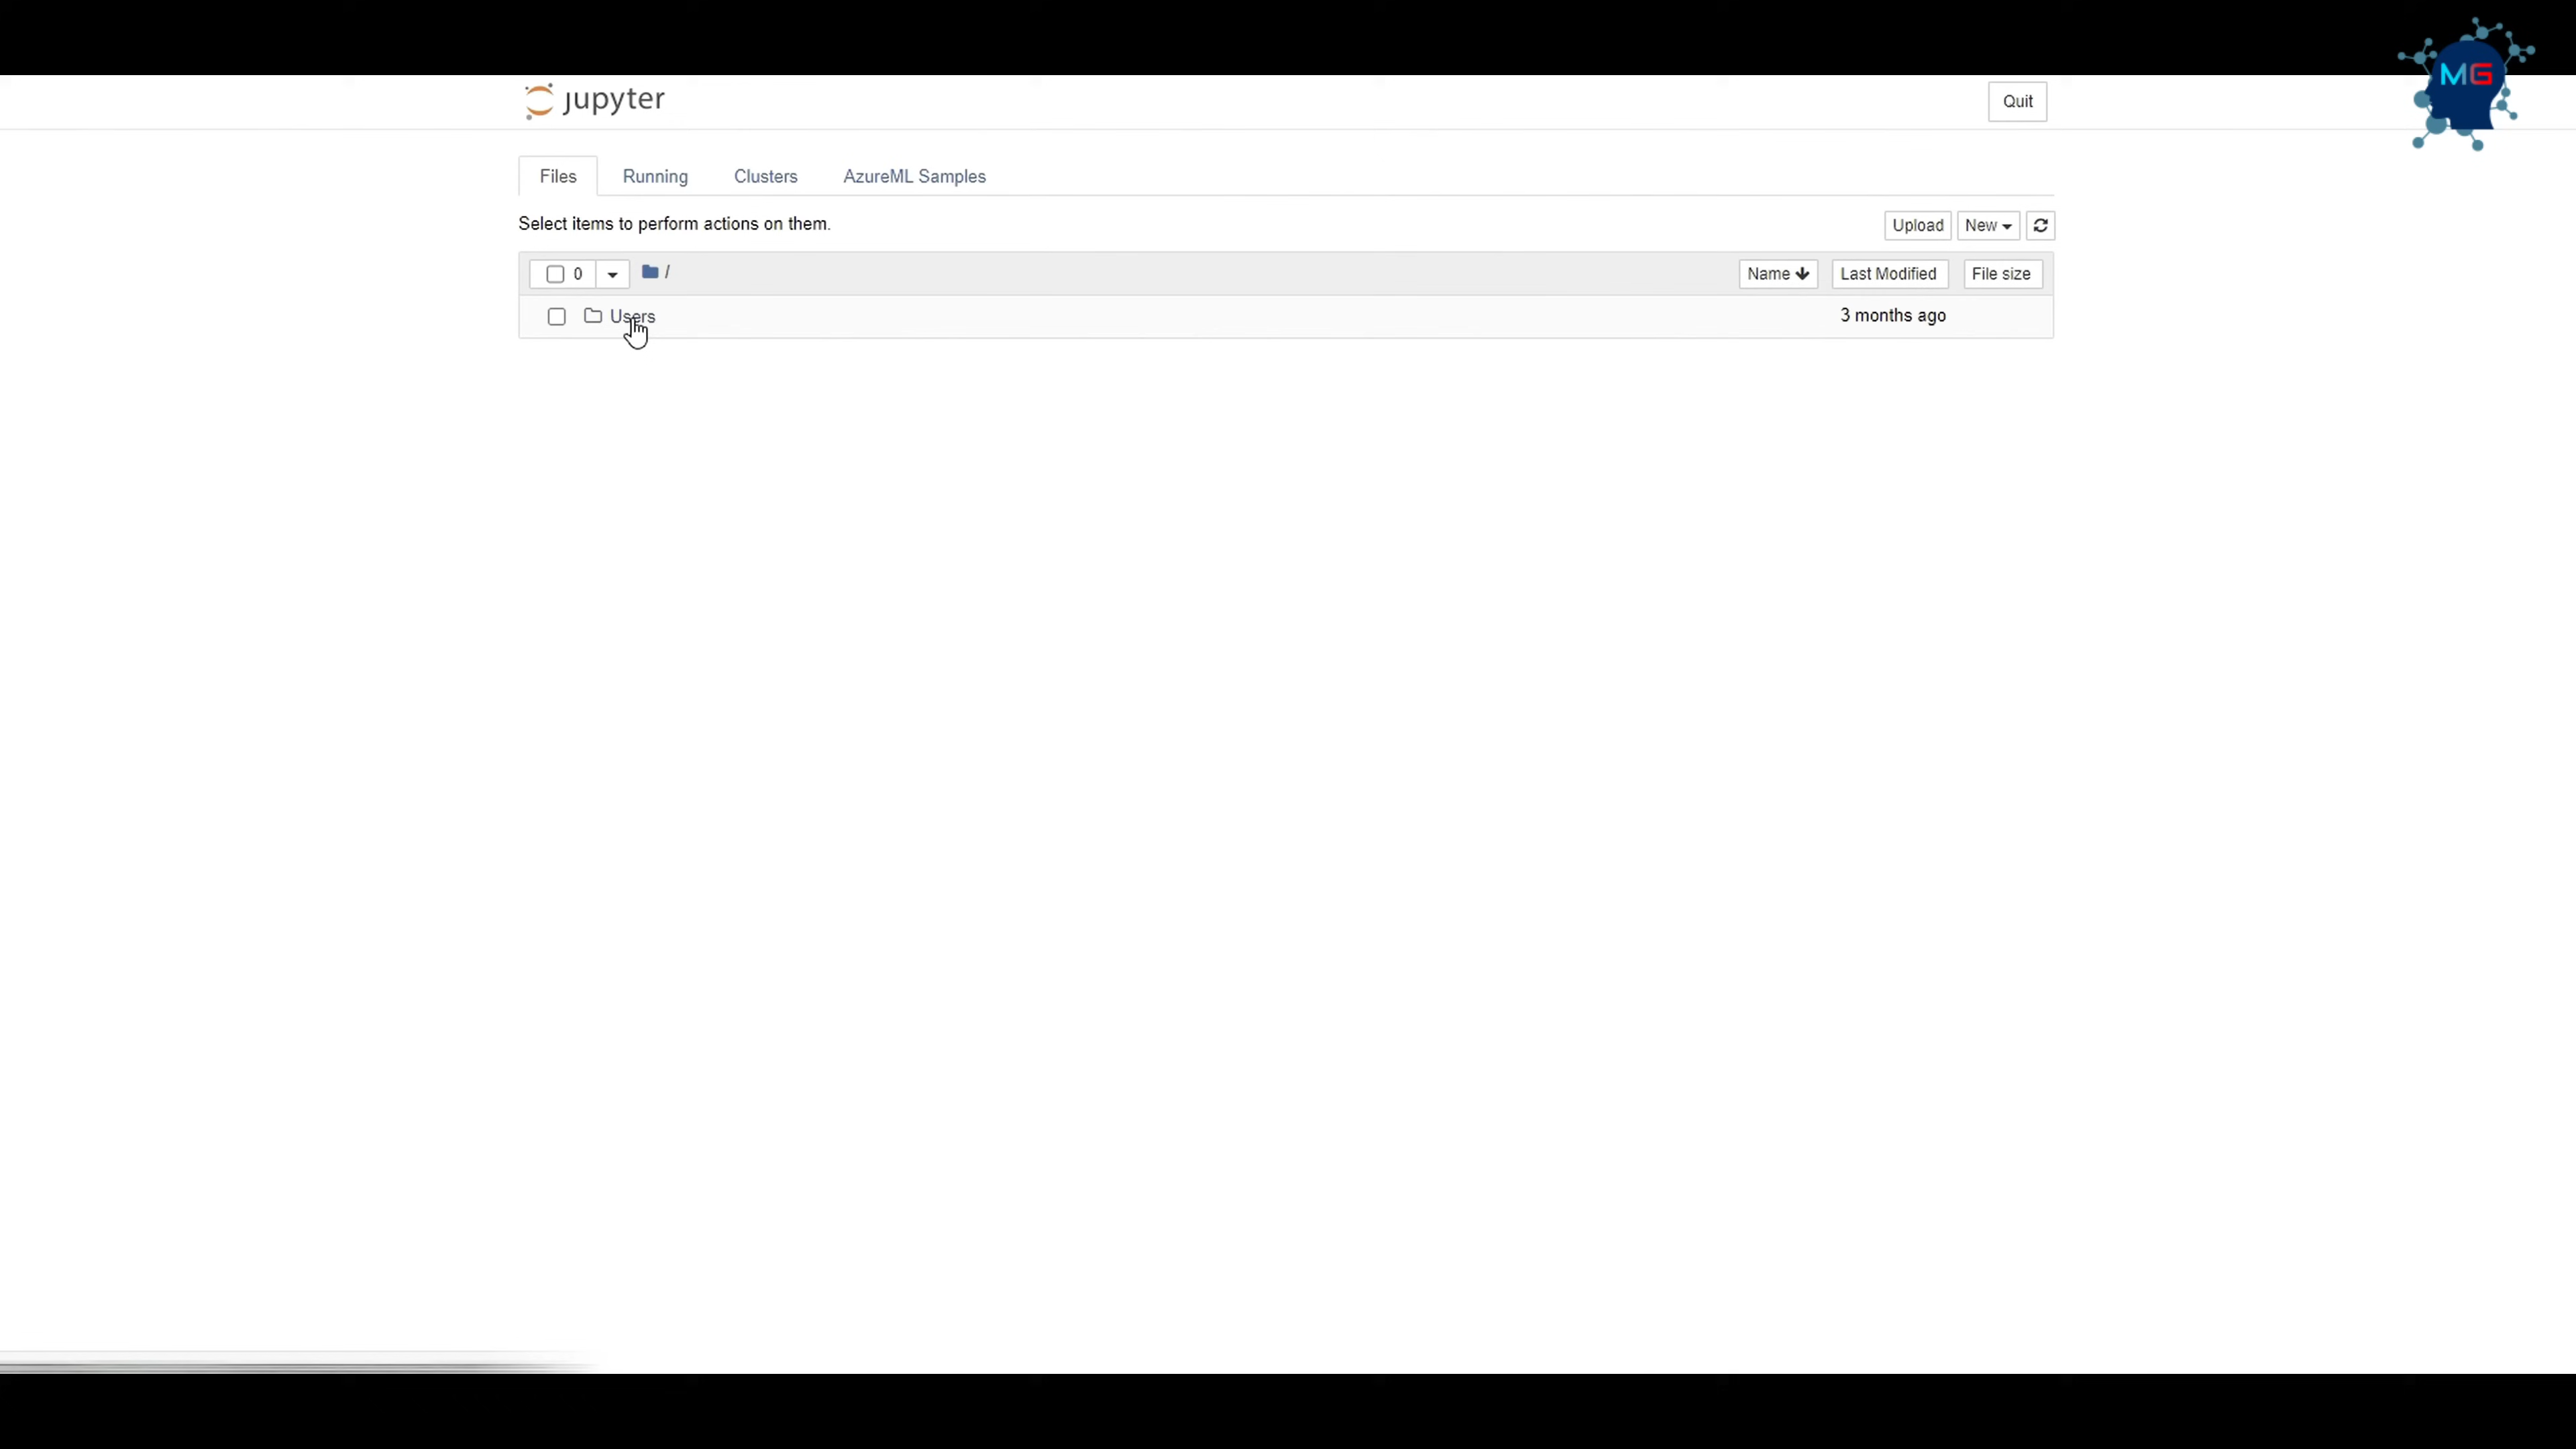 MG
jupyter
Quit
Files Running Clusters AzureML Samples
Select items to perform actions on them.
Upload New
0 / Name Last Modified File size
Users 3 months ago